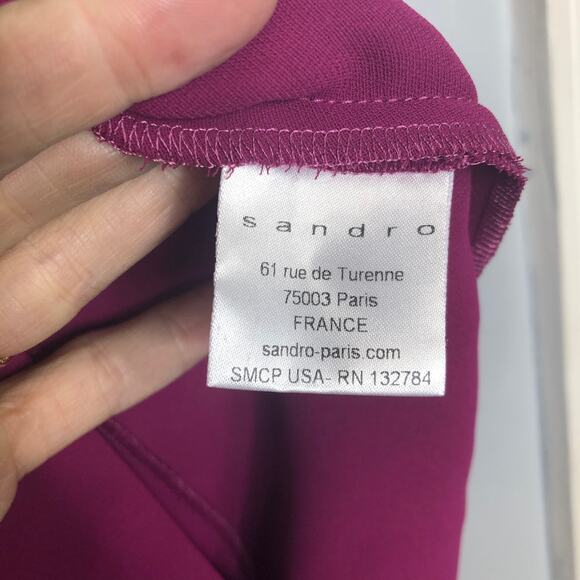 sandro
61 rue de Turenne
75003 Paris
FRANCE
sandro-paris.com
SMCP USA- RN 132784